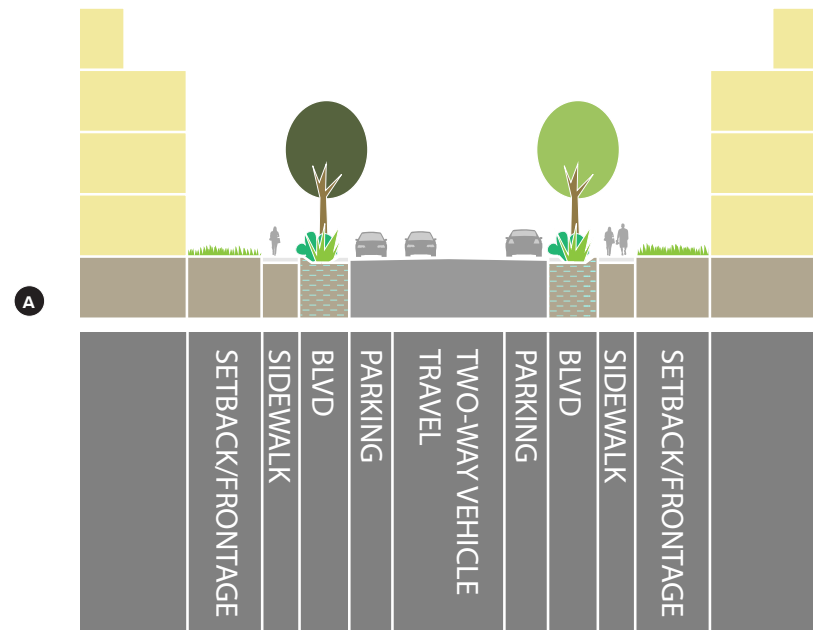 A
SETBACK/FRONTAGE
SIDEWALK
BLVD
PARKING
TWO-WAY VEHICLE
TRAVEL
PARKING
BLVD
SIDEWALK
SETBACK/FRONTAGE